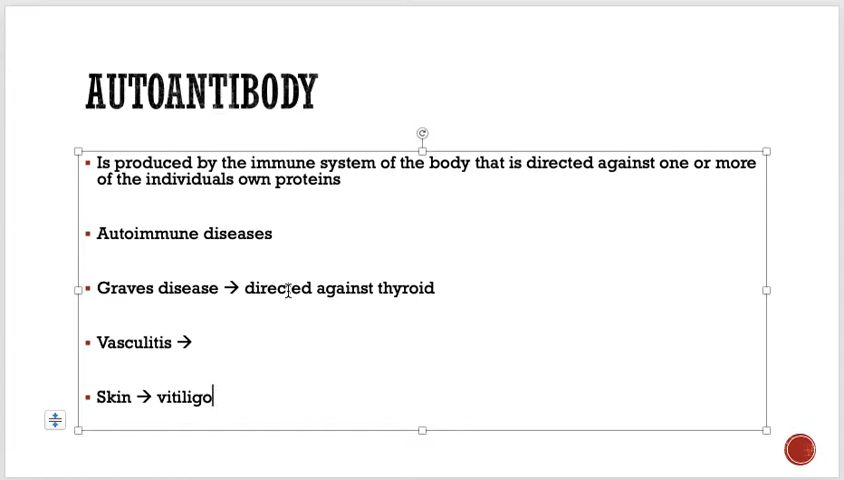 AUTOANTIBODY
▪ Is produced by the immune system of the body that is directed against one or more
of the individuals own proteins
▪ Autoimmune diseases
▪ Graves disease → directed against thyroid
▪ Vasculitis →
▪ Skin → vitiligo